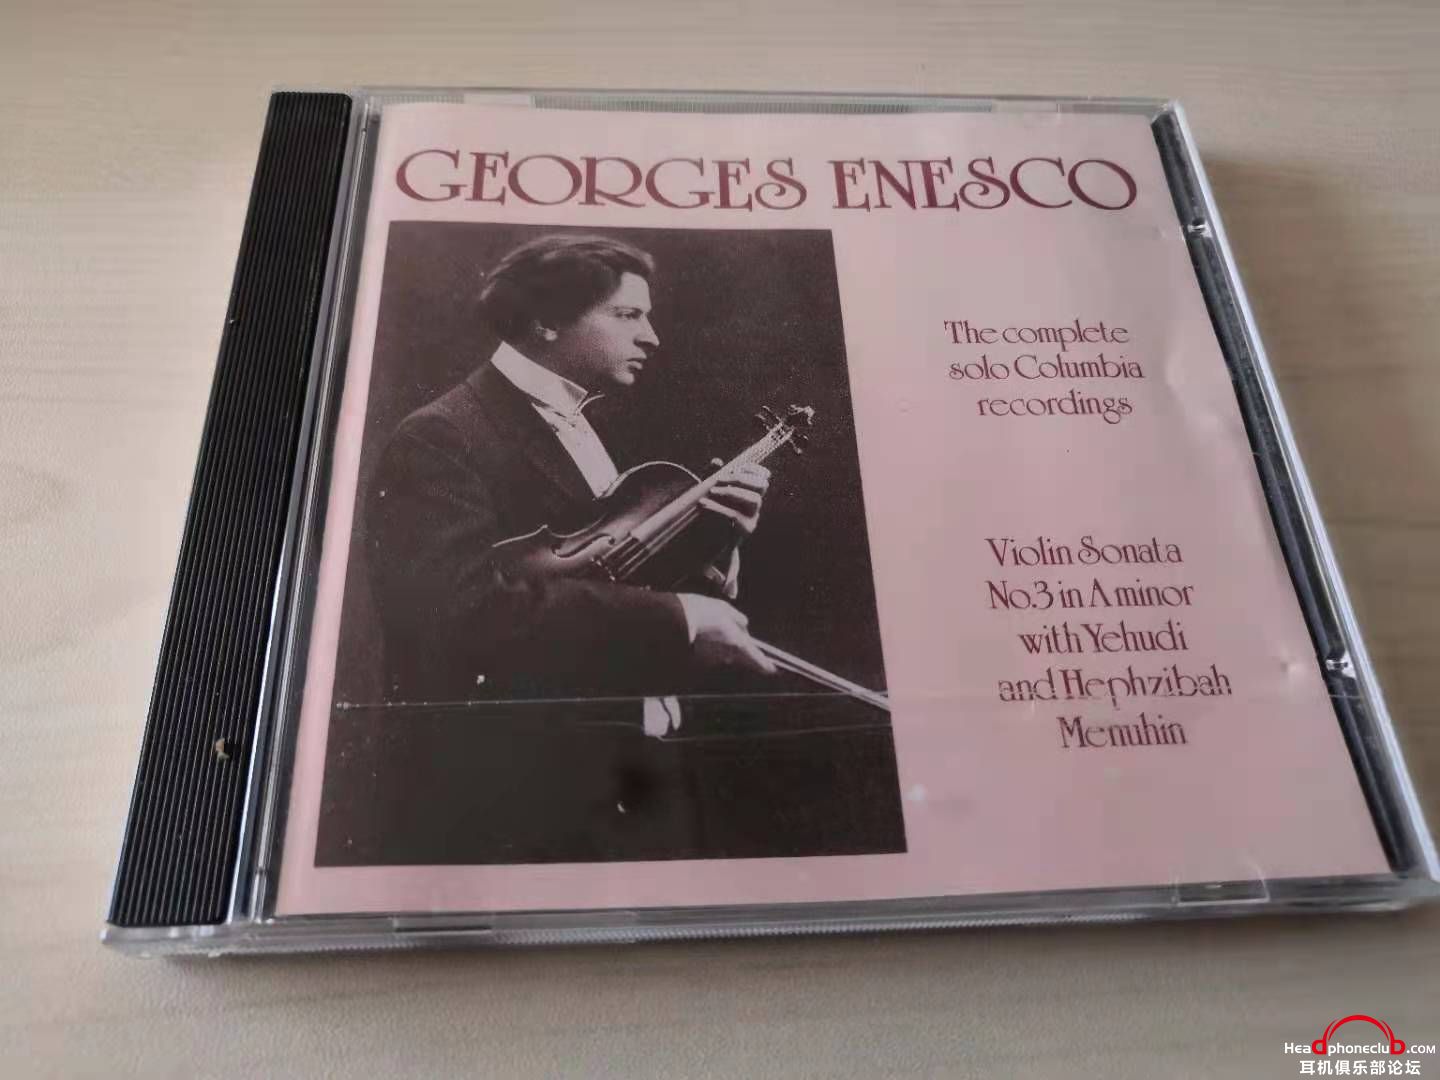 GEORGES ENESCO
The complete
solo Columbia
recordings
Violin Sonata
No.3 in A minor
with Yehudi
and Hephzibah
Menuhin
Headphoneclub.com
耳机俱乐部论坛